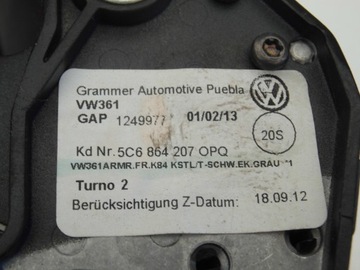 Grammer Automotive Puebla
VW361
GAP 1249977 01/02/13
20S
Kd Nr. 5C6 864 207 OPQ
VW361ARMR.FR.K84 KSTL/T-SCHW.EK.GRAU
Turno 2
Berücksichtigung Z-Datum: 18.09.12